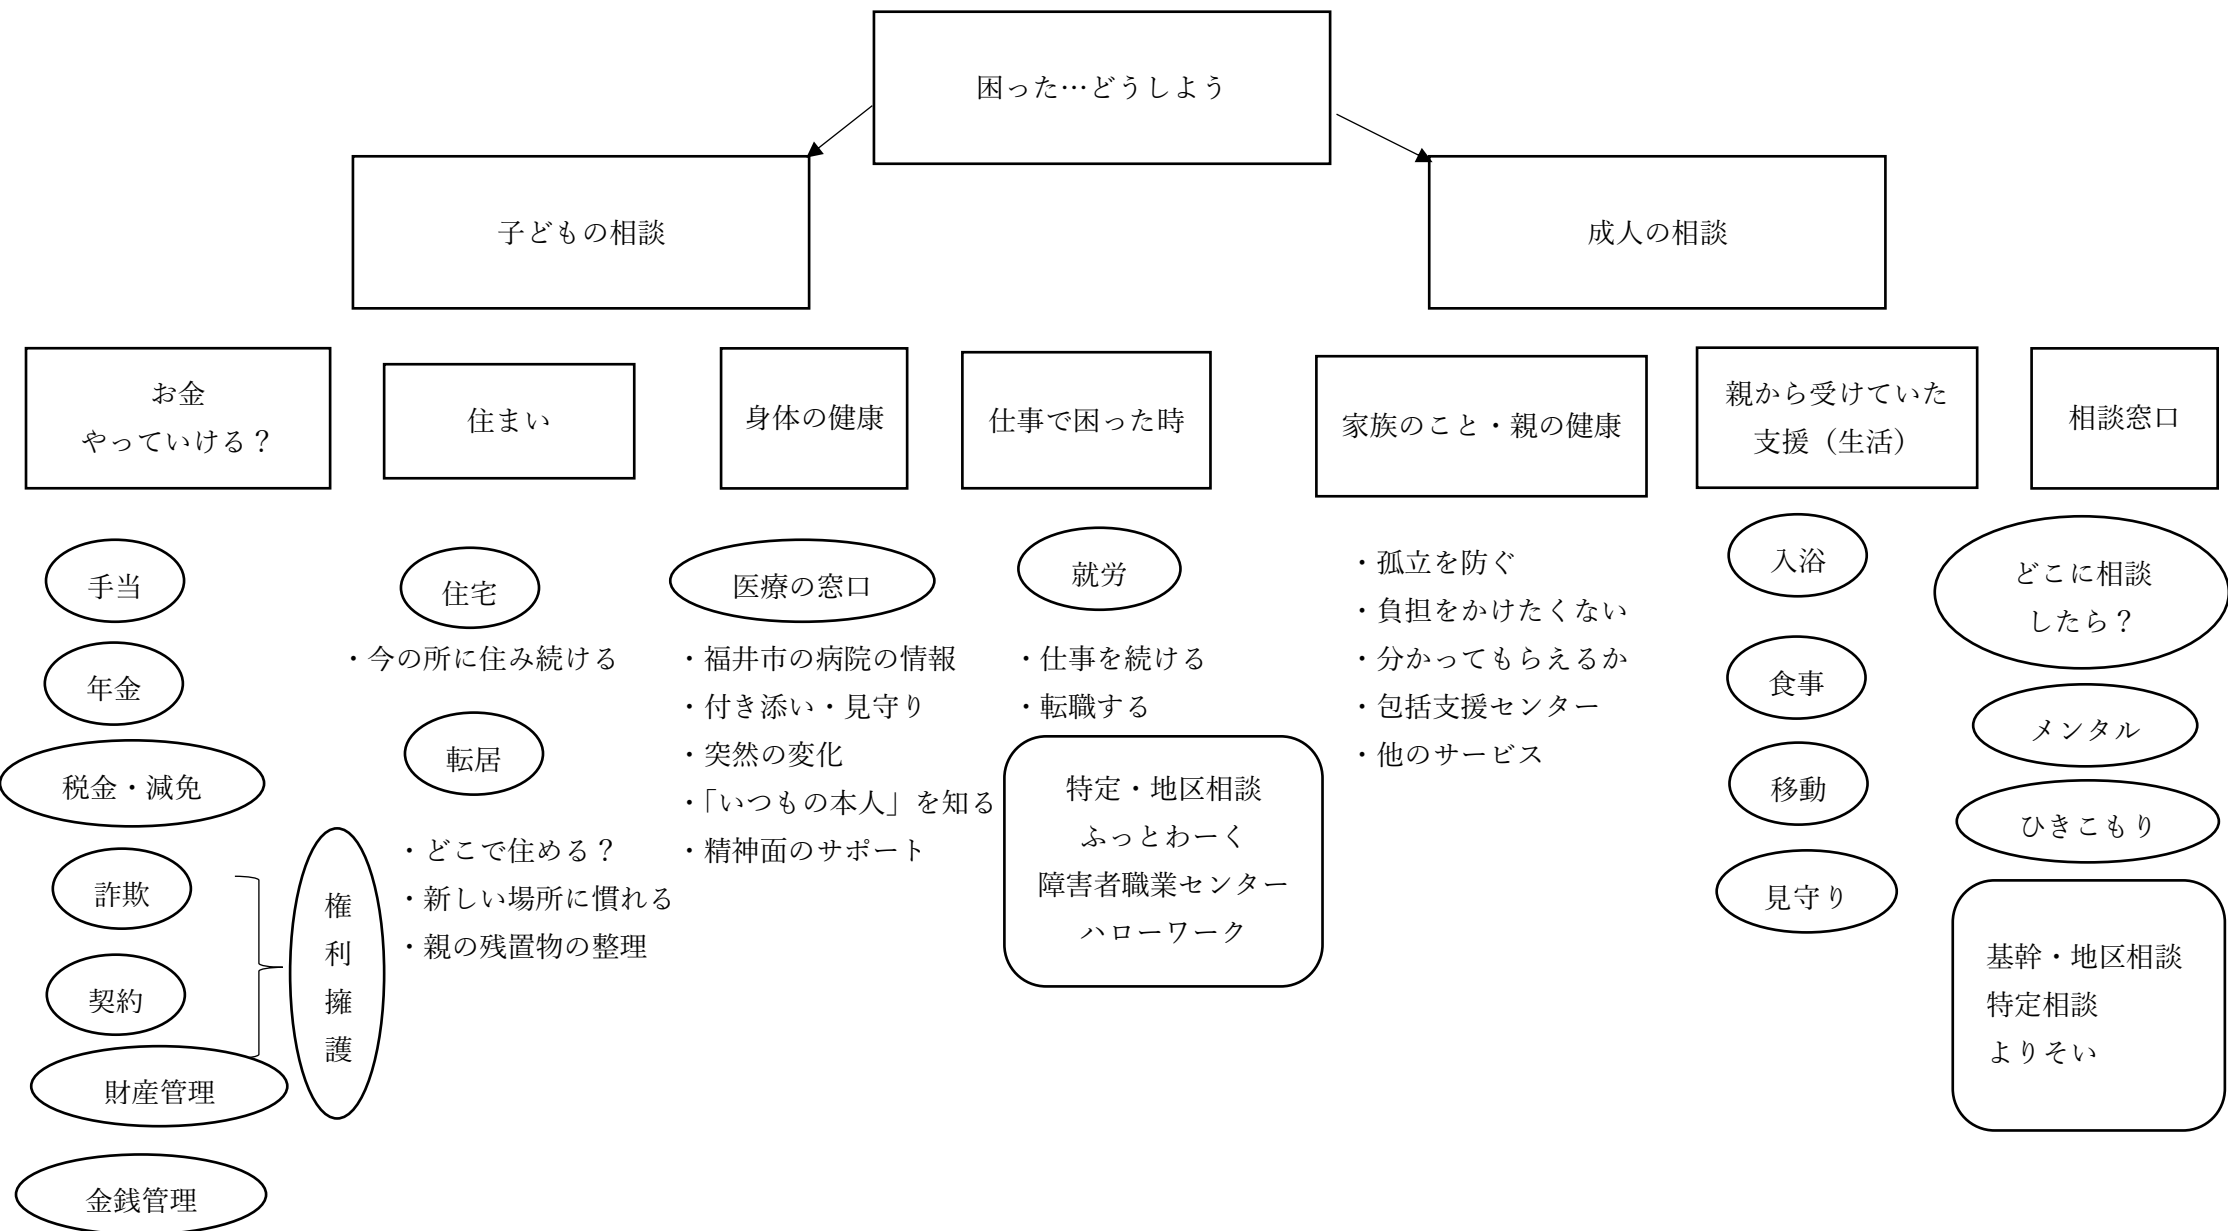 困った…どうしよう
子どもの相談
成人の相談
お金
やっていける？
住まい
身体の健康
仕事で困った時
家族のこと・親の健康
親から受けていた
支援（生活）
相談窓口
手当
年金
税金・減免
詐欺
契約
財産管理
金銭管理
権利擁護
住宅
・今の所に住み続ける
転居
・どこで住める？
・新しい場所に慣れる
・親の残置物の整理
医療の窓口
・福井市の病院の情報
・付き添い・見守り
・突然の変化
・「いつもの本人」を知る
・精神面のサポート
就労
・仕事を続ける
・転職する
特定・地区相談
ふっとわーく
障害者職業センター
ハローワーク
・孤立を防ぐ
・負担をかけたくない
・分かってもらえるか
・包括支援センター
・他のサービス
入浴
食事
移動
見守り
どこに相談
したら？
メンタル
ひきこもり
基幹・地区相談
特定相談
よりそい